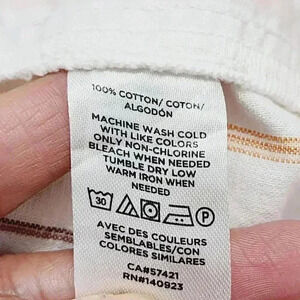 100% COTTON/ COTON/
ALGODÓN
MACHINE WASH COLD
WITH LIKE COLORS
ONLY NON-CHLORINE
BLEACH WHEN NEEDED
TUMBLE DRY LOW
WARM IRON WHEN
NEEDED
30 P
AVEC DES COULEURS
SEMBLABLES/CON
COLORES SIMILARES
CA#57421
RN#140923